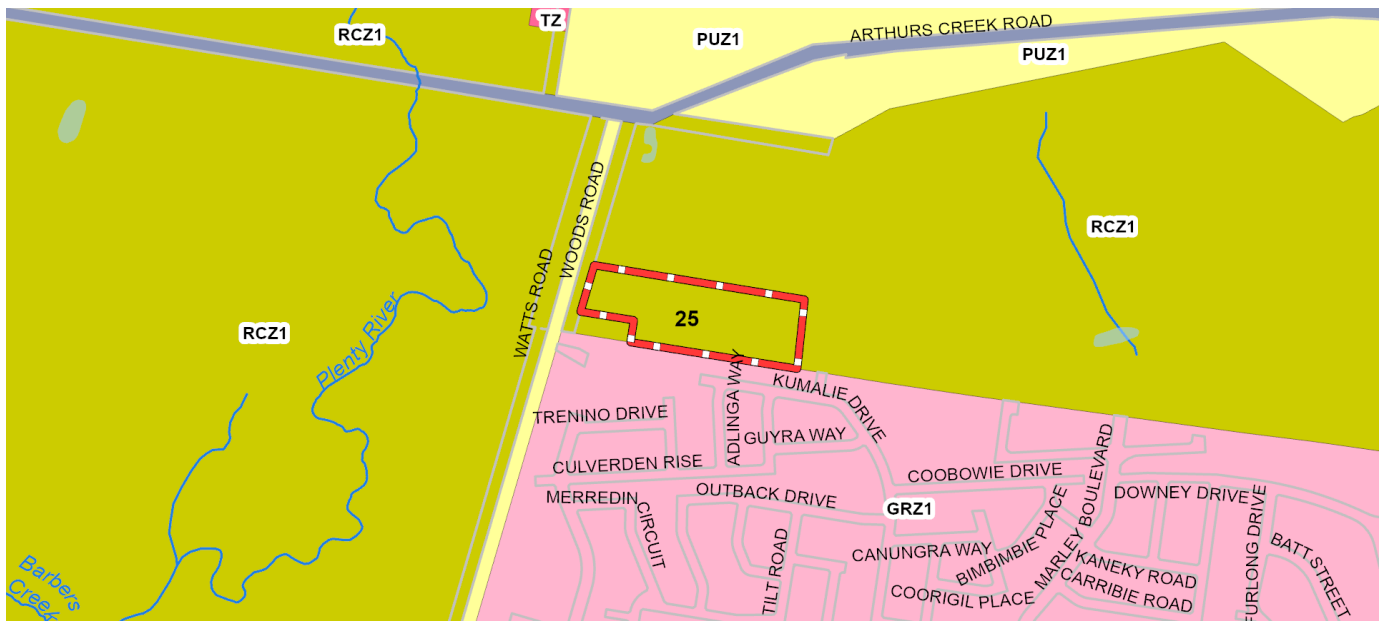 TZ
RCZ1
PUZ1
ARTHURS CREEK ROAD
PUZ1
WOODS ROAD
WATTS ROAD
RCZ1
RCZ1
Plenty River
25
ADLINGA WAY
KUMALIE DRIVE
TRENINO DRIVE
GUYRA WAY
CULVERDEN RISE
COOBOWIE DRIVE
MARLEY BOULEVARD
MERREDIN
CIRCUIT
OUTBACK DRIVE
GRZ1
DOWNEY DRIVE
BIMBIMBIE PLACE
FURLONG DRIVE
BATT STREET
TILT ROAD
CANUNGRA WAY
KANEKY ROAD
CARRIBIE ROAD
COORIGIL PLACE
Barbers
Creek